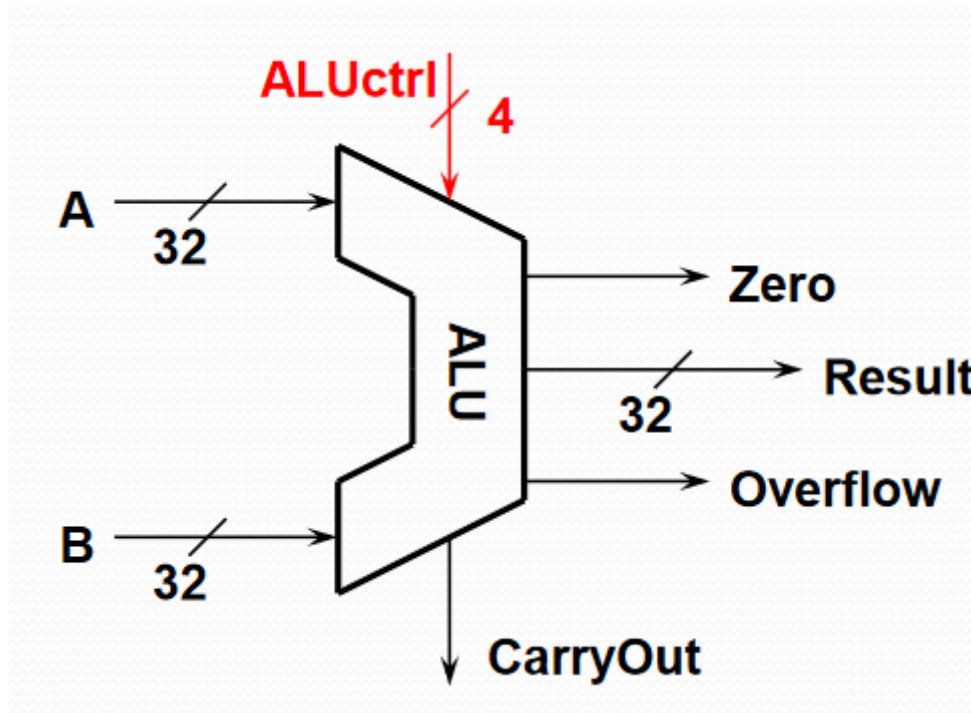 ALUctrl
4
A
32
Zero
ALU
Result
32
Overflow
B
32
CarryOut